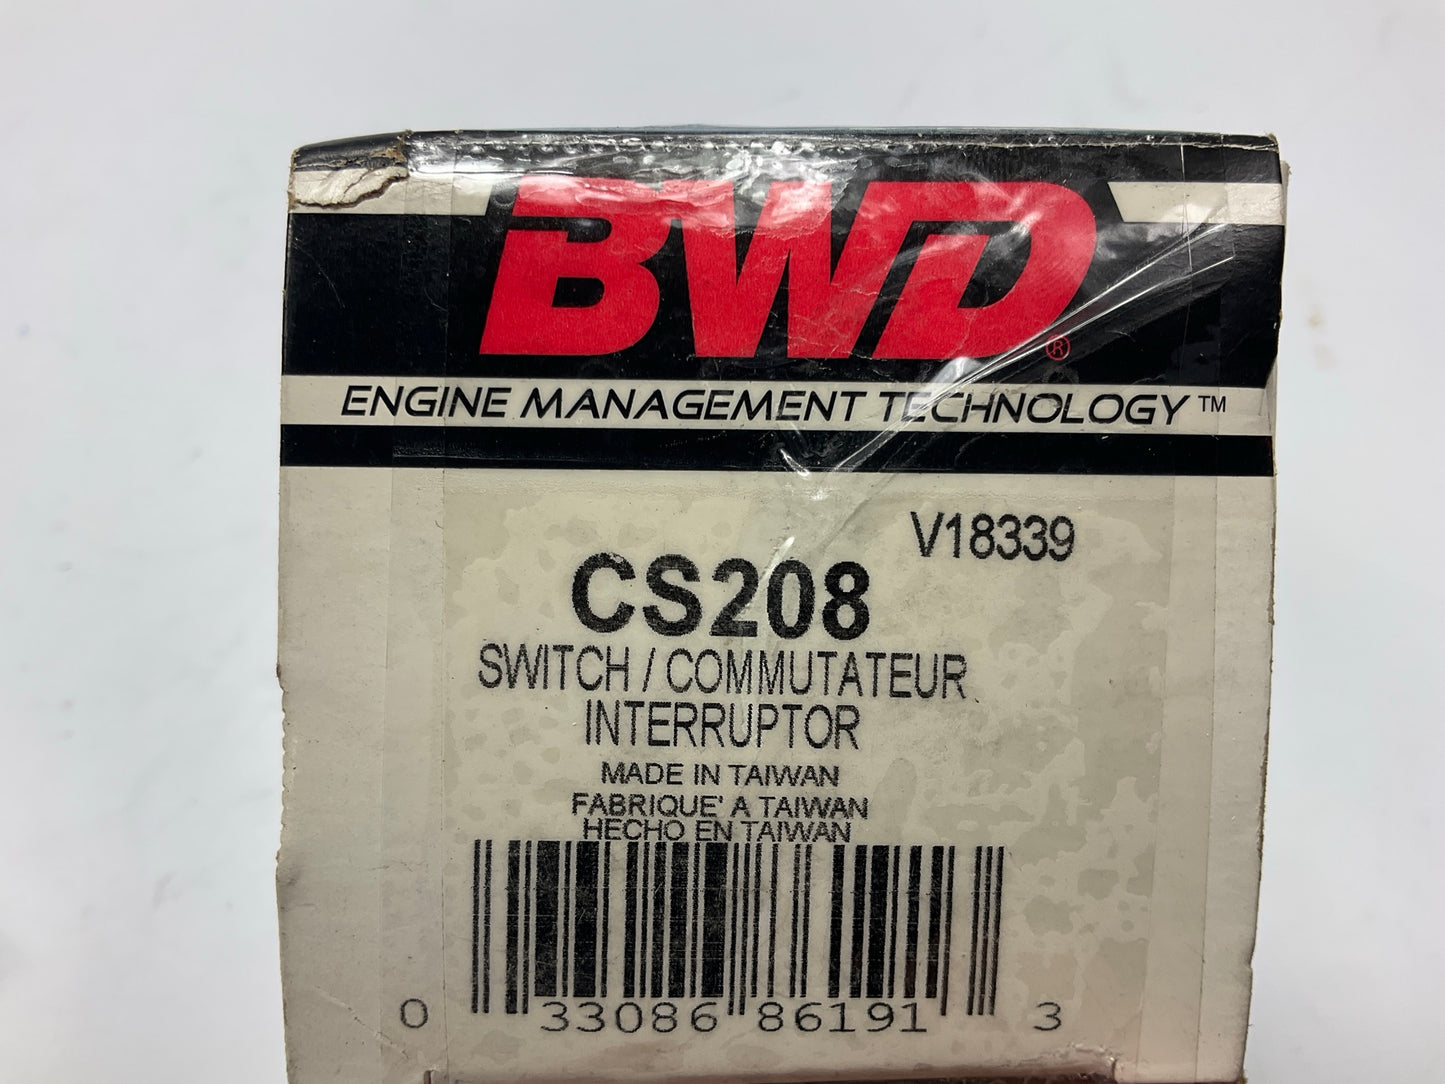 BWD®
ENGINE MANAGEMENT TECHNOLOGY™
V18339
CS208
SWITCH / COMMUTATEUR
INTERRUPTOR
MADE IN TAIWAN
FABRIQUE' A TAIWAN
HECHO EN TAIWAN
0 33086 86191 3